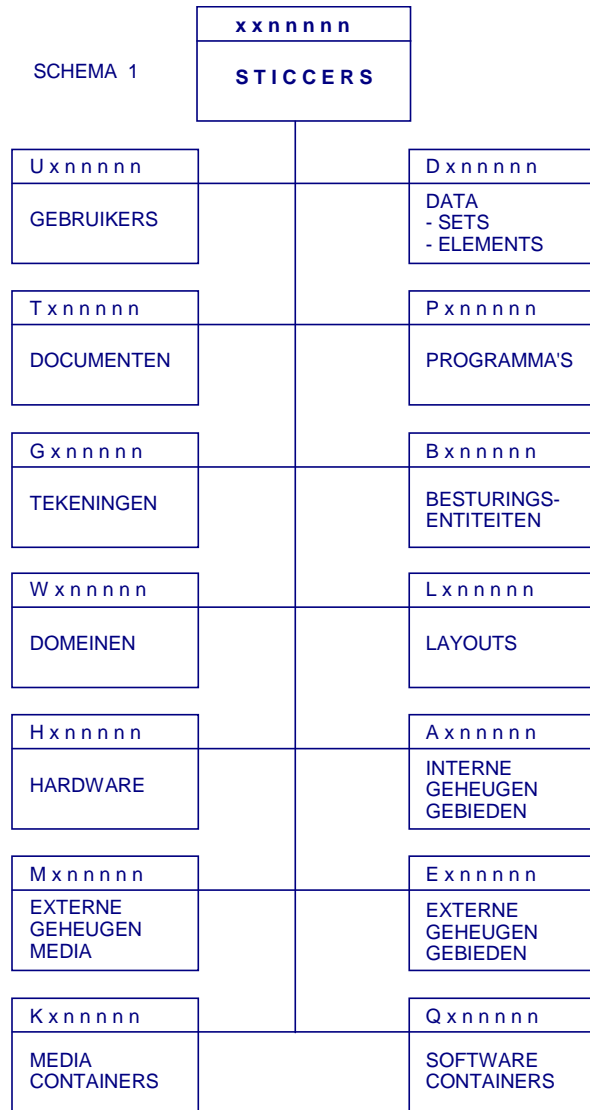 x x n n n n n
SCHEMA 1
S T I C C E R S
U x n n n n n
GEBRUIKERS
D x n n n n n
DATA
- SETS
- ELEMENTS
T x n n n n n
DOCUMENTEN
P x n n n n n
PROGRAMMA'S
G x n n n n n
TEKENINGEN
B x n n n n n
BESTURINGS-
ENTITEITEN
W x n n n n n
DOMEINEN
L x n n n n n
LAYOUTS
H x n n n n n
HARDWARE
A x n n n n n
INTERNE
GEHEUGEN
GEBIEDEN
M x n n n n n
EXTERNE
GEHEUGEN
MEDIA
E x n n n n n
EXTERNE
GEHEUGEN
GEBIEDEN
K x n n n n n
MEDIA
CONTAINERS
Q x n n n n n
SOFTWARE
CONTAINERS